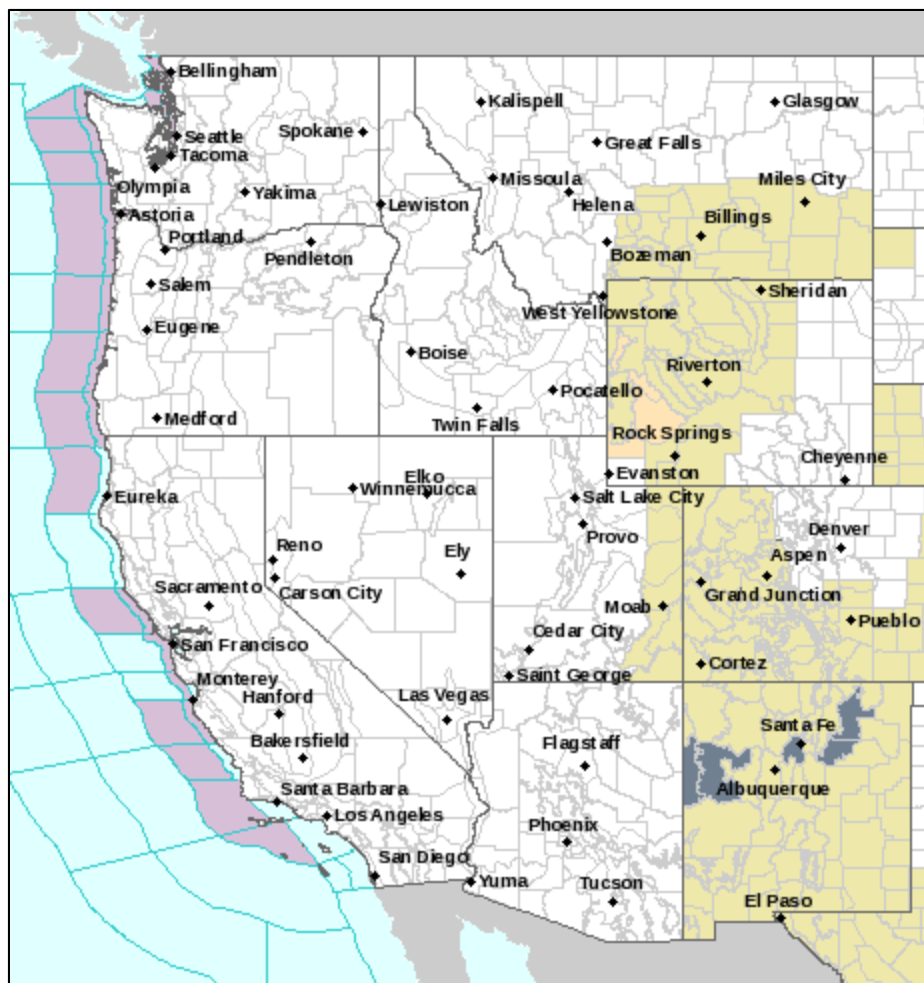 Bellingham
Kalispell
Glasgow
Seattle
Spokane
Great Falls
Tacoma
Olympia
Yakima
Missoula
Miles City
Astoria
Lewiston
Helena
Billings
Portland
Pendleton
Bozeman
Salem
Sheridan
West Yellowstone
Eugene
Boise
Riverton
Pocatello
Medford
Twin Falls
Rock Springs
Cheyenne
Evanston
Elko
Winnemucca
Eureka
Salt Lake City
Provo
Denver
Reno
Ely
Aspen
Sacramento
Carson City
Grand Junction
Moab
Pueblo
Cedar City
San Francisco
Cortez
Saint George
Monterey
Hanford
Las Vegas
Santa Fe
Bakersfield
Flagstaff
Santa Barbara
Albuquerque
Los Angeles
Phoenix
San Diego
Yuma
Tucson
El Paso